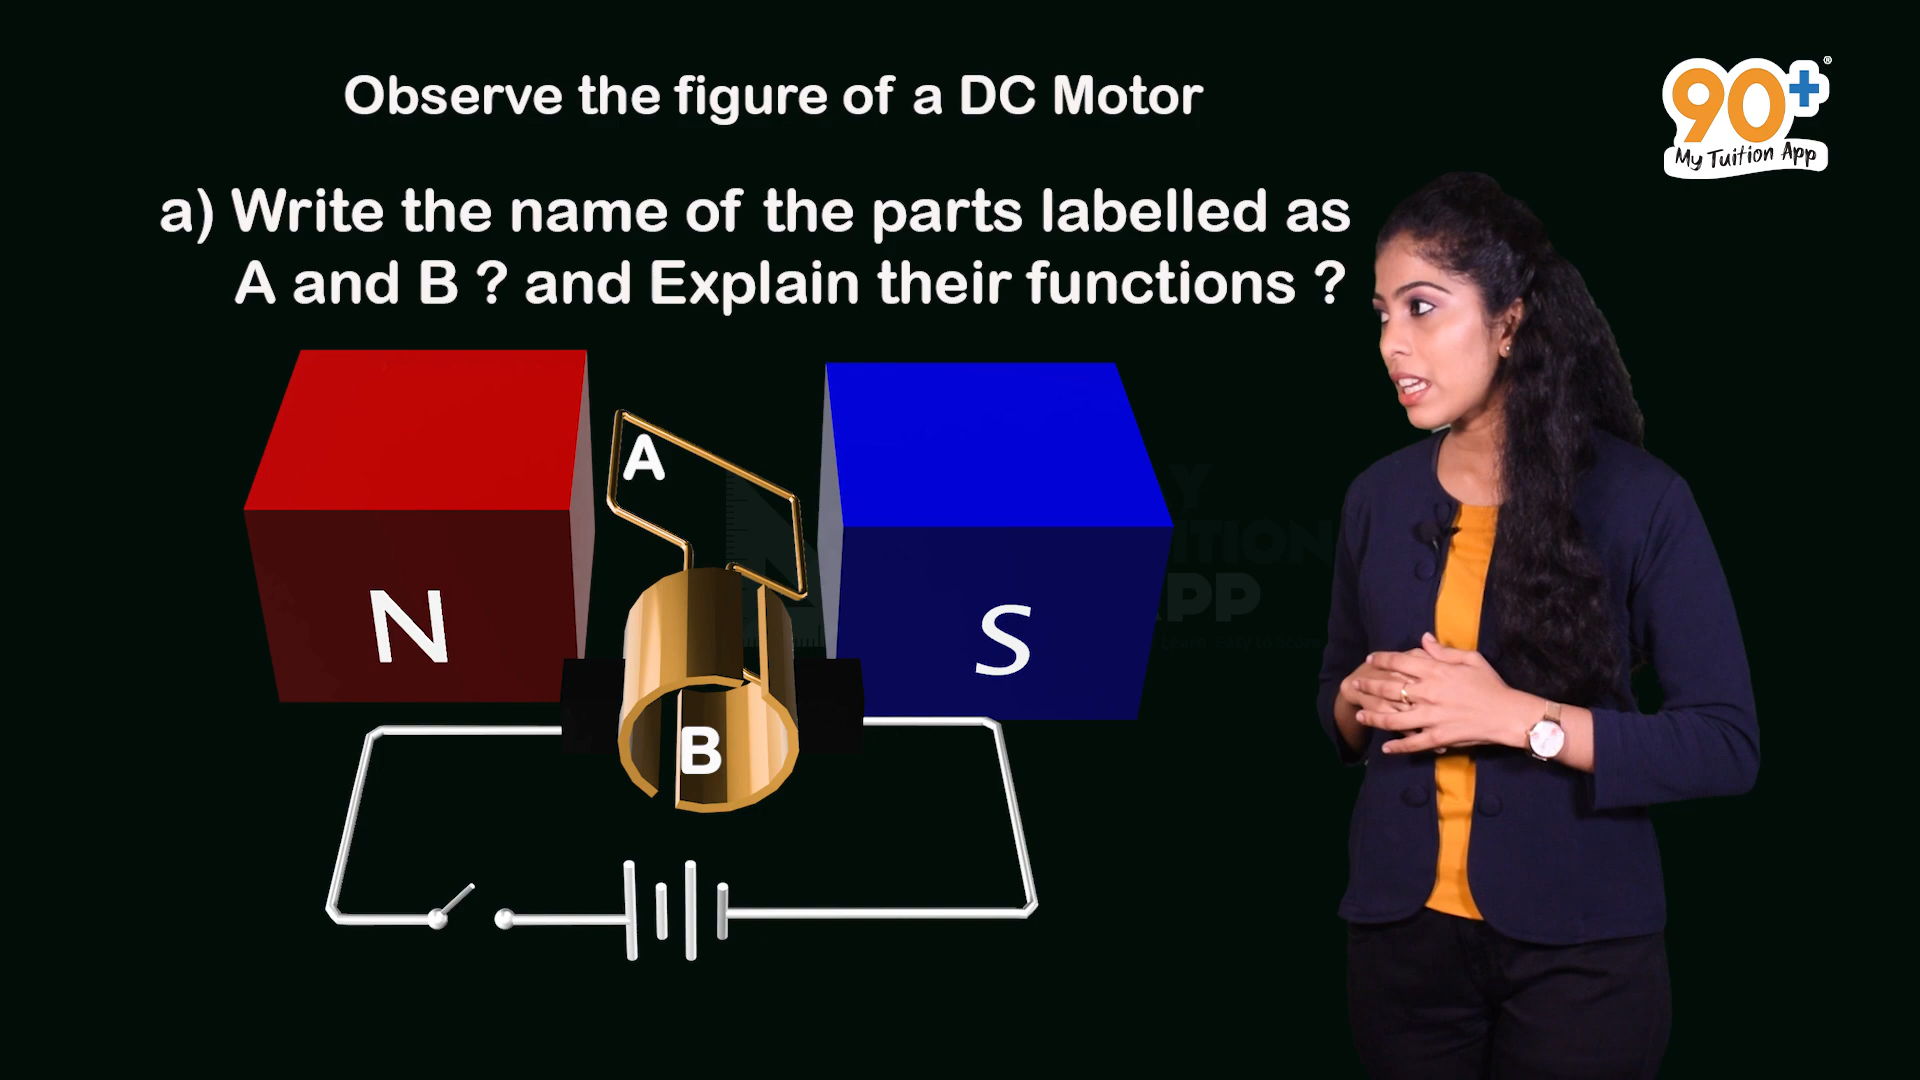 Observe the figure of a DC Motor
90+®
My Tuition App
a) Write the name of the parts labelled as
A and B ? and Explain their functions ?
A
N
S
B